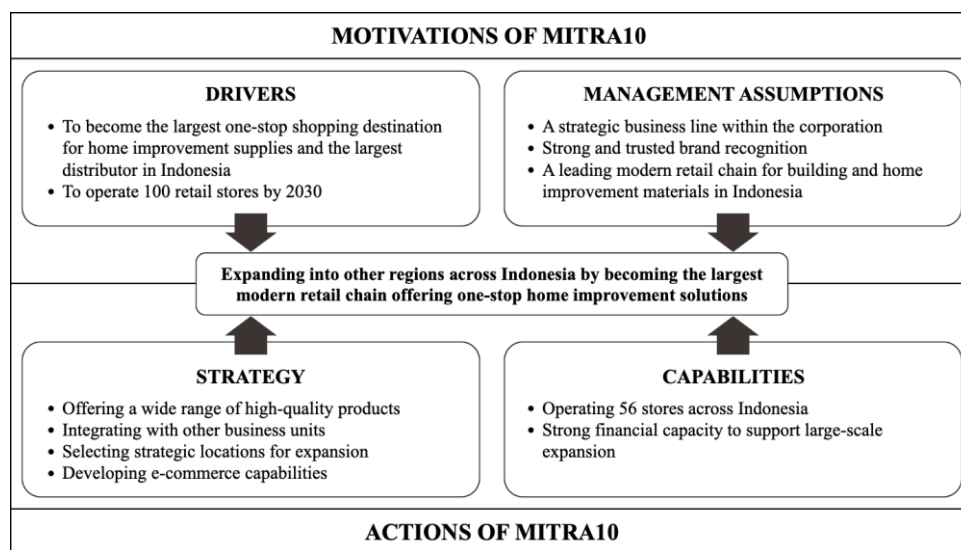 MOTIVATIONS OF MITRA10
DRIVERS
• To become the largest one-stop shopping destination
for home improvement supplies and the largest
distributor in Indonesia
• To operate 100 retail stores by 2030
MANAGEMENT ASSUMPTIONS
• A strategic business line within the corporation
• Strong and trusted brand recognition
• A leading modern retail chain for building and home
improvement materials in Indonesia
Expanding into other regions across Indonesia by becoming the largest
modern retail chain offering one-stop home improvement solutions
STRATEGY
• Offering a wide range of high-quality products
• Integrating with other business units
• Selecting strategic locations for expansion
• Developing e-commerce capabilities
CAPABILITIES
• Operating 56 stores across Indonesia
• Strong financial capacity to support large-scale
expansion
ACTIONS OF MITRA10